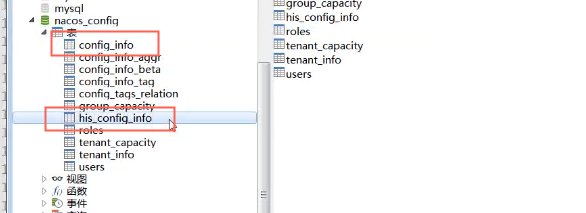 mysql
nacos_config
表
config_info
config_info_aggr
config_info_beta
config_info_tag
config_tags_relation
group_capacity
his_config_info
roles
tenant_capacity
tenant_info
users
视图
函数
事件
group_capacity
his_config_info
roles
tenant_capacity
tenant_info
users